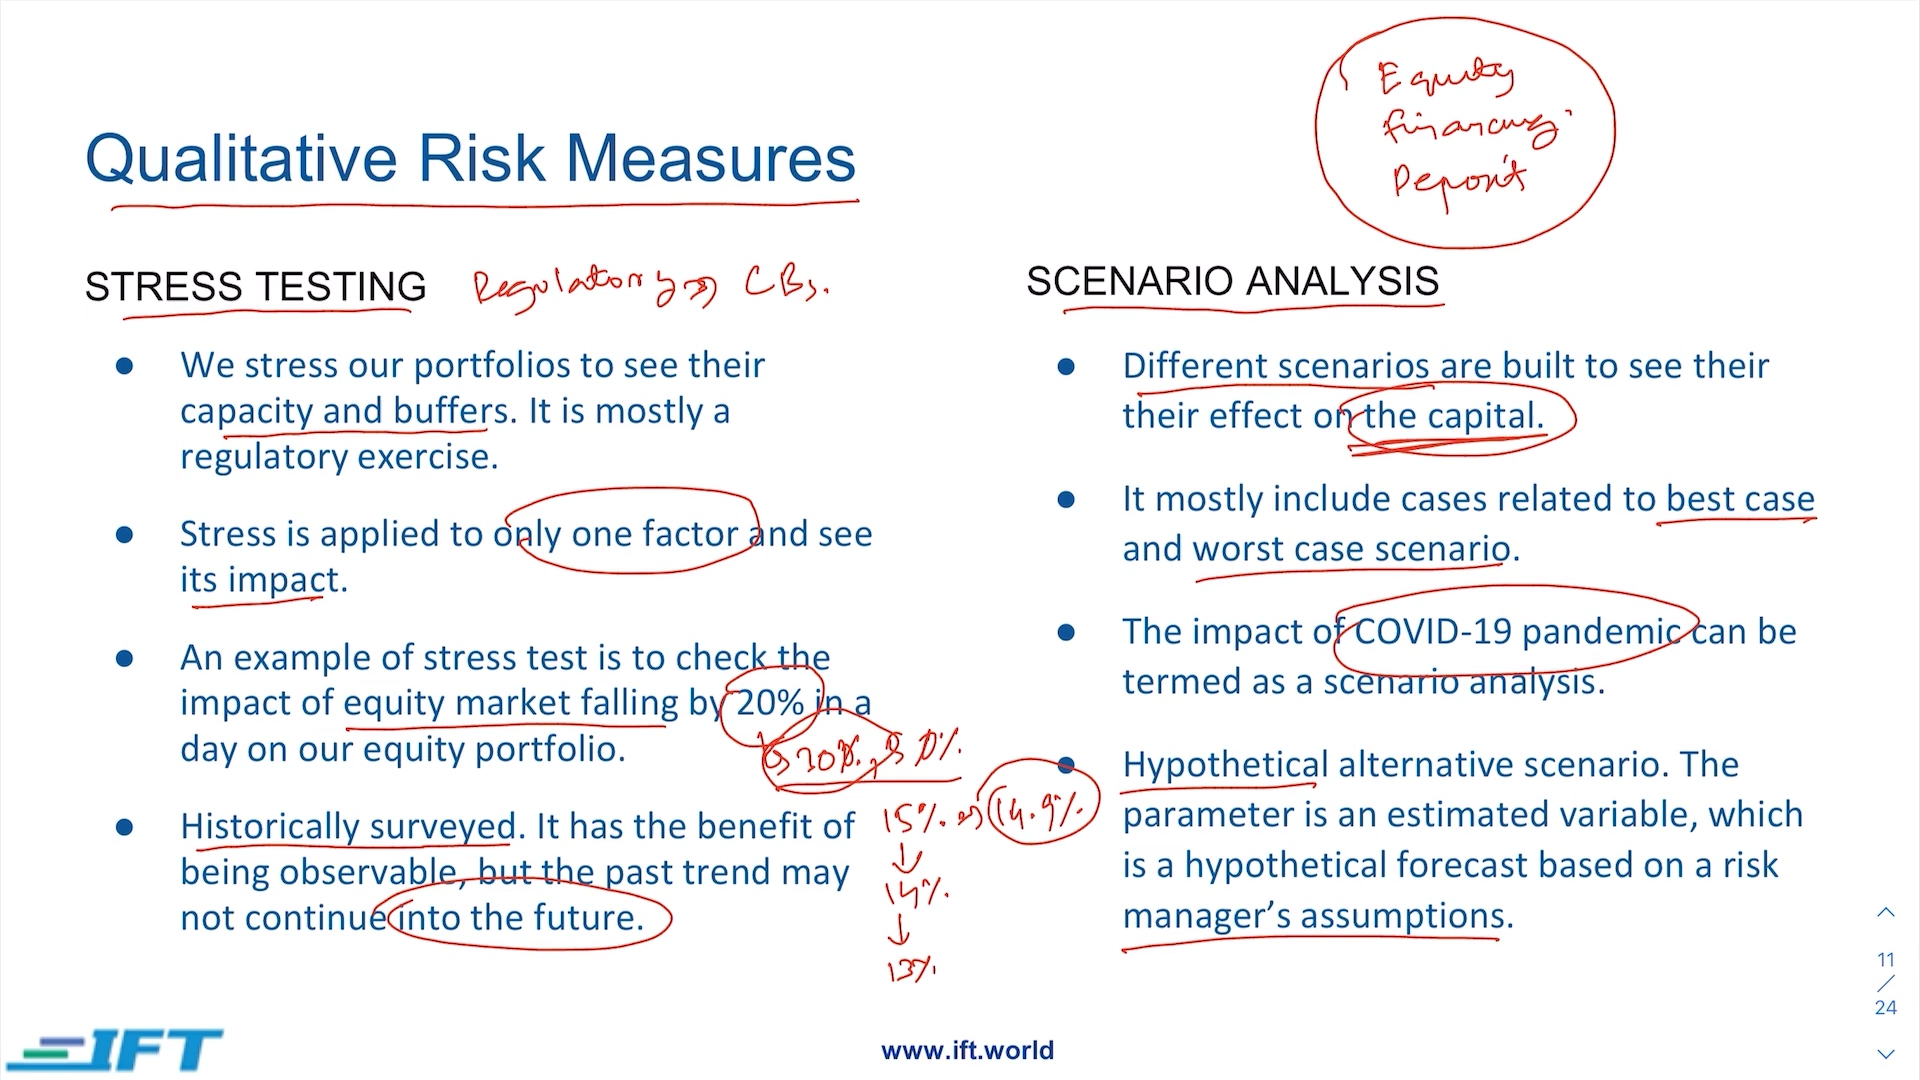 Equity
financing
Deposit
Qualitative Risk Measures
STRESS TESTING Regulatory → CBs.
● We stress our portfolios to see their
capacity and buffers. It is mostly a
regulatory exercise.
● Stress is applied to only one factor and see
its impact.
● An example of stress test is to check the
impact of equity market falling by 20% in a
day on our equity portfolio.
30%, 50%
● Historically surveyed. It has the benefit of
being observable, but the past trend may
not continue into the future.
15% → 14.9%
↓
14%
↓
13%
SCENARIO ANALYSIS
● Different scenarios are built to see their
their effect on the capital.
● It mostly include cases related to best case
and worst case scenario.
● The impact of COVID-19 pandemic can be
termed as a scenario analysis.
● Hypothetical alternative scenario. The
parameter is an estimated variable, which
is a hypothetical forecast based on a risk
manager’s assumptions.
11
/
24
IFT
www.ift.world